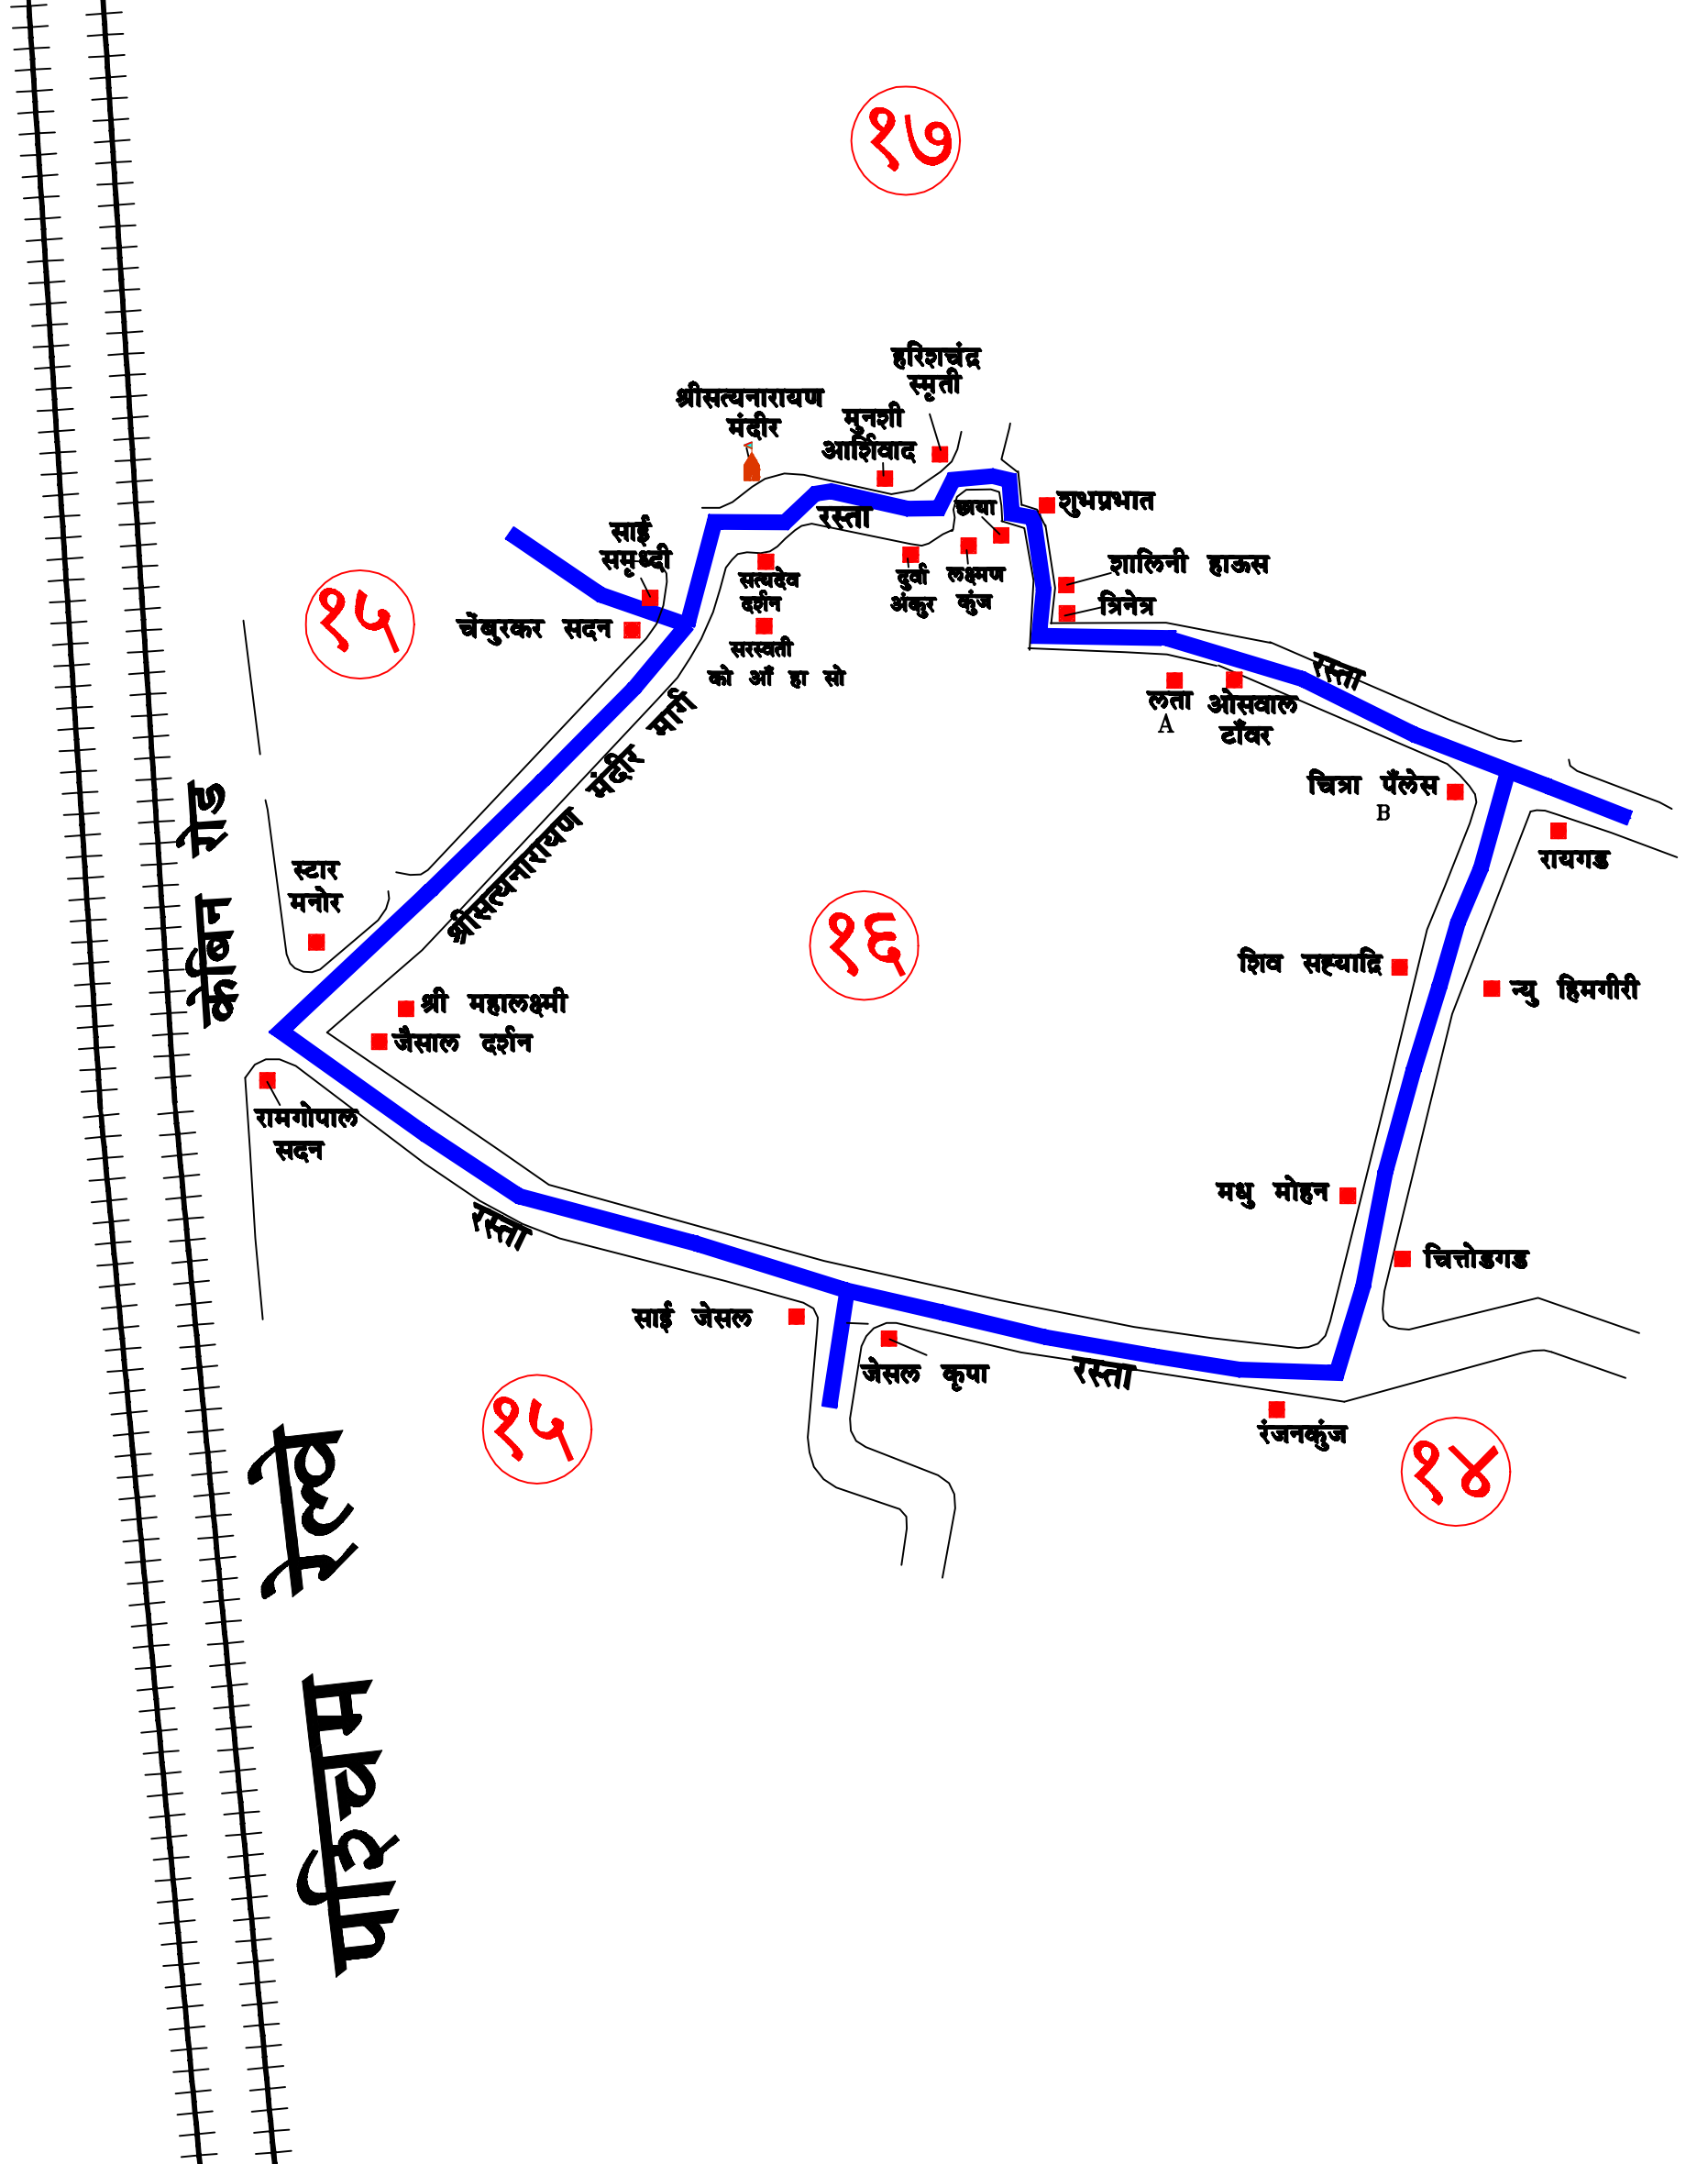 १७
हरिशचंद्र
स्मृती
श्रीसत्यनारायण
मंदीर
मुनशी
आर्शिवाद
शुभप्रभात
छाया
रस्ता
साई
समृध्दी
चेंबुरकर सदन
सत्यदेव
दर्शन
दुर्वा
अंकुर
लक्ष्मण
कुंज
शालिनी हाऊस
त्रिनेत्र
१५
सरस्वती
को ऑ हा सो
रस्ता
लता
A
ओसवाल
टॉवर
श्रीसत्यनारायण मंदीर मार्ग
चित्रा पॅलेस
B
रायगड
केबिन रोड
स्टार
मनोर
१६
शिव सह्याद्रि
न्यु हिमगीरी
श्री महालक्ष्मी
जैसाल दर्शन
रामगोपाल
सदन
मधु मोहन
रस्ता
चित्तोडगड
साई जेसल
जेसल कृपा
रस्ता
रंजनकुंज
१५
१४
पश्चिम रेल्वे